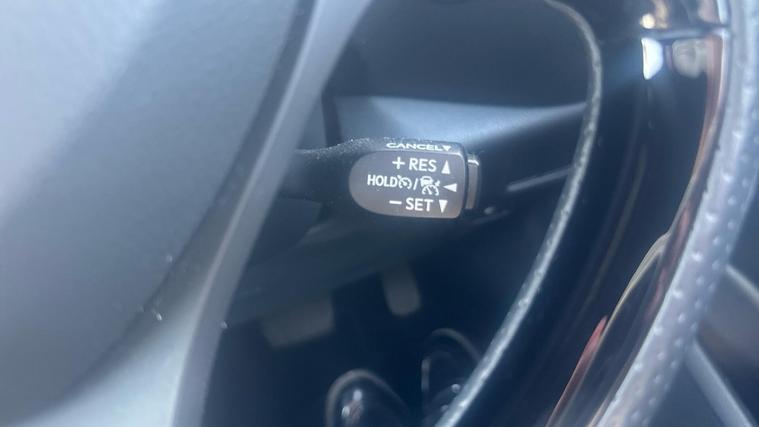 CANCEL▼
+ RES ▲
HOLD / ◄
− SET ▼